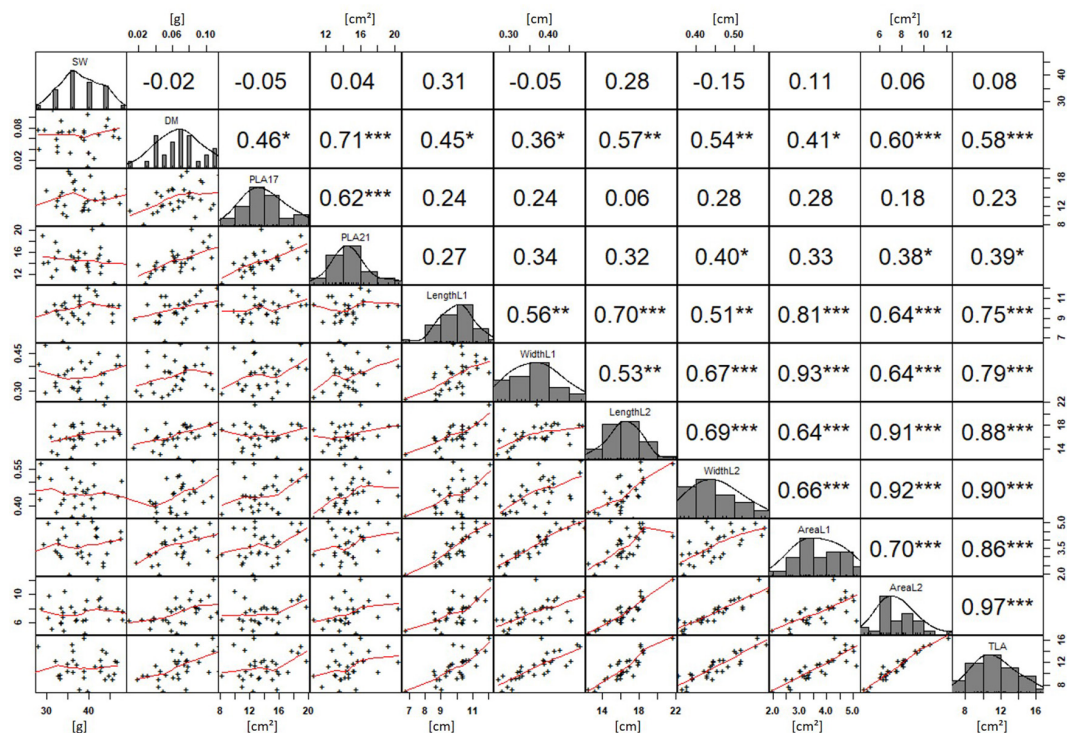 [g] [cm²] [cm] [cm] [cm²]
0.02 0.06 0.10 12 16 20 0.30 0.40 0.40 0.50 6 8 10 12
SW -0.02 -0.05 0.04 0.31 -0.05 0.28 -0.15 0.11 0.06 0.08 30 40
0.02 0.08 DM 0.46* 0.71*** 0.45* 0.36* 0.57** 0.54** 0.41* 0.60*** 0.58***
PLA17 0.62*** 0.24 0.24 0.06 0.28 0.28 0.18 0.23 8 12 18
12 16 20 PLA21 0.27 0.34 0.32 0.40* 0.33 0.38* 0.39*
LengthL1 0.56** 0.70*** 0.51** 0.81*** 0.64*** 0.75*** 7 9 11
0.30 0.45 WidthL1 0.53** 0.67*** 0.93*** 0.64*** 0.79***
LengthL2 0.69*** 0.64*** 0.91*** 0.88*** 14 18 22
0.40 0.55 WidthL2 0.66*** 0.92*** 0.90***
AreaL1 0.70*** 0.86*** 2.0 3.5 5.0
6 10 AreaL2 0.97***
TLA 8 12 16
30 40 8 12 16 20 7 8 9 11 14 18 22 2.0 3.0 4.0 5.0 8 12 16
[g] [cm²] [cm] [cm] [cm²] [cm²]